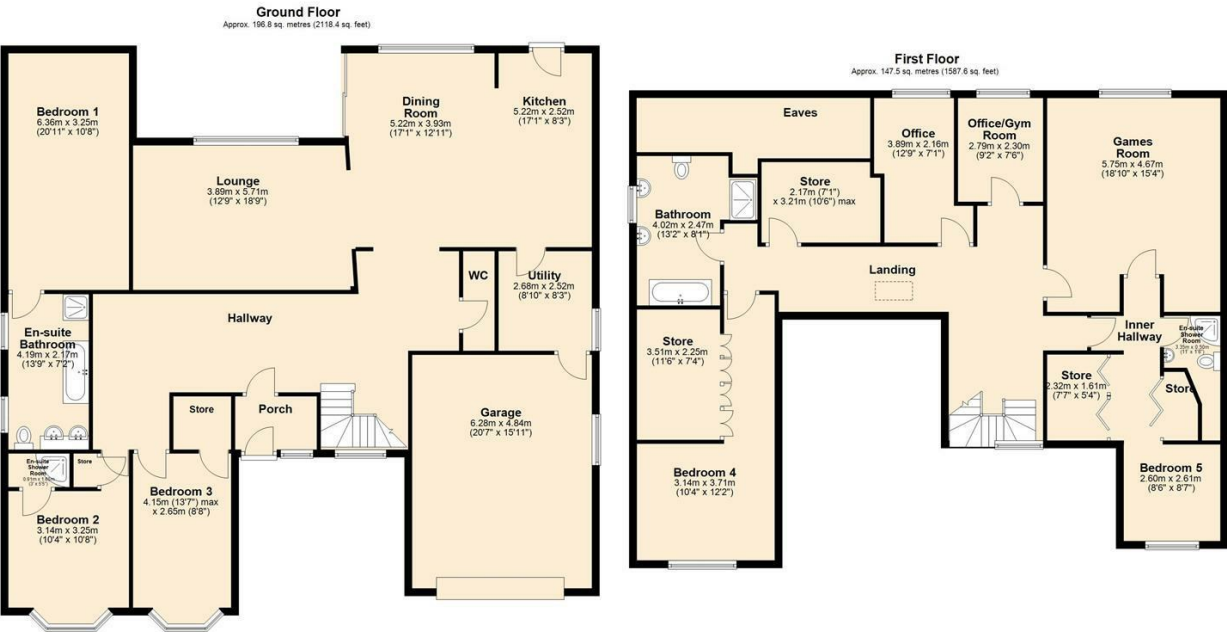 Ground Floor
Approx. 196.8 sq. metres (2118.4 sq. feet)
Bedroom 1
6.36m x 3.25m
(20'11" x 10'8")
Lounge
3.89m x 5.71m
(12'9" x 18'9")
Dining
Room
5.22m x 3.93m
(17'1" x 12'11")
Kitchen
5.22m x 2.52m
(17'1" x 8'3")
WC
Utility
2.68m x 2.52m
(8'10" x 8'3")
Hallway
En-suite
Bathroom
4.19m x 2.17m
(13'9" x 7'2")
Store
Porch
Garage
6.28m x 4.84m
(20'7" x 15'11")
En-suite
Shower
Room
Store
Bedroom 2
3.14m x 3.25m
(10'4" x 10'8")
Bedroom 3
4.15m (13'7") max
x 2.65m (8'8")
First Floor
Approx. 147.5 sq. metres (1587.6 sq. feet)
Eaves
Office
3.89m x 2.16m
(12'9" x 7'1")
Office/Gym
Room
2.79m x 2.30m
(9'2" x 7'6")
Games
Room
5.75m x 4.67m
(18'10" x 15'4")
Store
2.17m (7'1")
x 3.21m (10'6") max
Bathroom
4.02m x 2.47m
(13'2" x 8'1")
Landing
Store
3.51m x 2.25m
(11'6" x 7'4")
Inner
Hallway
En-suite
Shower
Room
Store
2.32m x 1.61m
(7'7" x 5'4")
Store
Bedroom 4
3.14m x 3.71m
(10'4" x 12'2")
Bedroom 5
2.60m x 2.61m
(8'6" x 8'7")